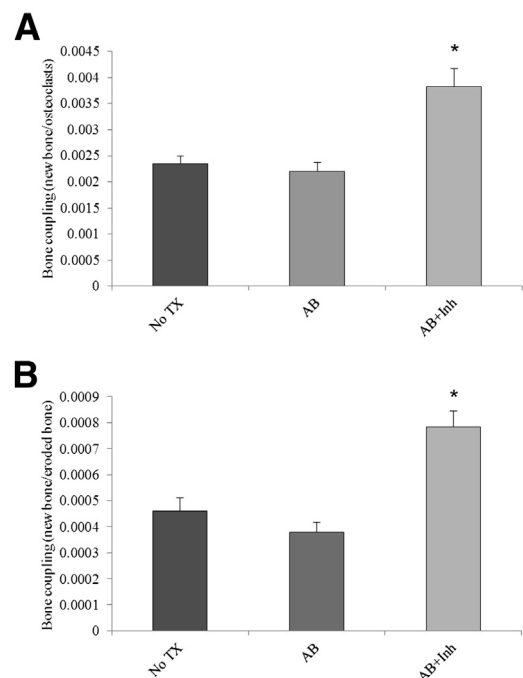 A
Bone coupling (new bone/osteoclasts)
0.005
0.0045
0.004
0.0035
0.003
0.0025
0.002
0.0015
0.001
0.0005
0
*
No TX
AB
AB+Inh
B
Bone coupling (new bone/eroded bone)
0.0009
0.0008
0.0007
0.0006
0.0005
0.0004
0.0003
0.0002
0.0001
0
*
No TX
AB
AB+Inh